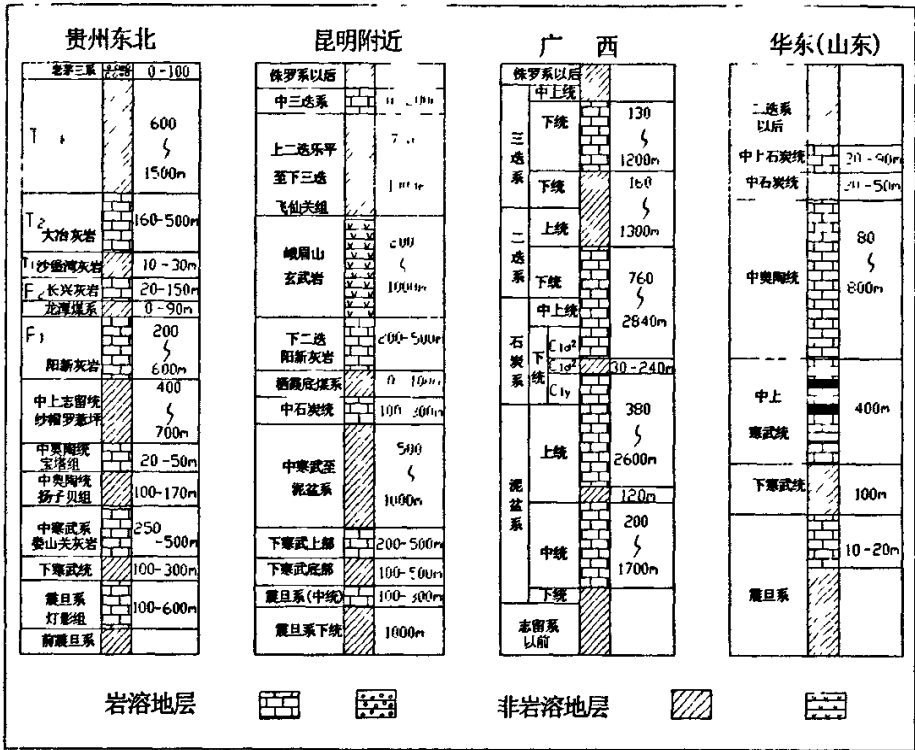 贵州东北
昆明附近
广 西
华东(山东)
老茅三系
0-100
600
1500m
T₂
大冶灰岩
160-500m
T₁沙堡湾灰岩
10-30m
长兴灰岩
20-150m
龙潭煤系
0-90m
阳新灰岩
200
600m
中上志留统
纱帽罗惹坪
400
700m
中奥陶统
宝塔组
20-50m
中奥陶统
扬子贝组
100-170m
中寒武系
娄山关灰岩
250
-500m
下寒武统
100-300m
震旦系
灯影组
100-600m
前震旦系
侏罗系以后
中三迭系
上二迭乐平
至下三迭
飞仙关组
峨眉山
玄武岩
1000m
下二迭
阳新灰岩
200-500m
栖霞底煤系
中石炭统
100-300m
中寒武至
泥盆系
500
1000m
下寒武上部
200-500m
下寒武底部
100-500m
震旦系(中统)
100-300m
震旦系下统
1000m
侏罗系以后
三迭系
中上统
下统
130
1200m
下统
160
1300m
二迭系
上统
下统
760
2840m
石炭系
中上统
下统
C1d²
C1d²
30-240m
C1y
泥盆系
上统
380
2600m
120m
中统
200
1700m
下统
志留系
以前
二迭系
以后
中上石炭统
20-90m
中石炭统
20-50m
中奥陶统
80
800m
中上
寒武统
400m
下寒武统
100m
10-20m
震旦系
岩溶地层
非岩溶地层